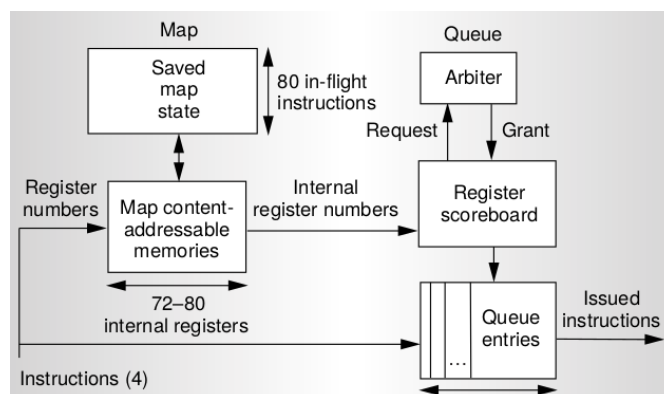 Map
Queue
Saved
map
state
80 in-flight
instructions
Arbiter
Request
Grant
Register
numbers
Map content-
addressable
memories
Internal
register numbers
Register
scoreboard
72–80
internal registers
Queue
entries
...
Issued
instructions
Instructions (4)